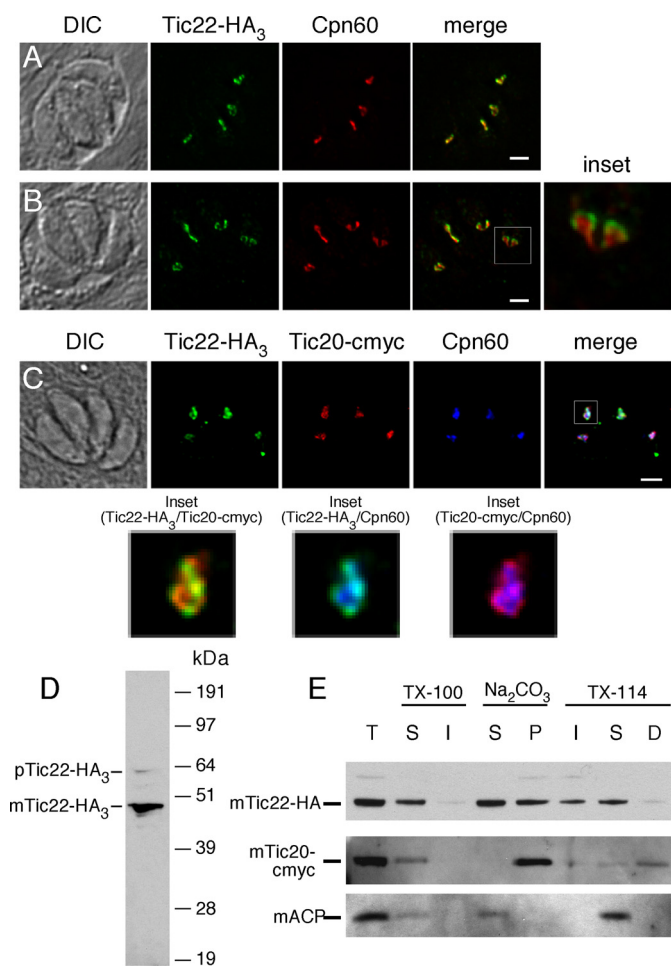 DIC Tic22-HA₃ Cpn60 merge
A
inset
B
DIC Tic22-HA₃ Tic20-cmyc Cpn60 merge
C
Inset Inset Inset
(Tic22-HA₃/Tic20-cmyc) (Tic22-HA₃/Cpn60) (Tic20-cmyc/Cpn60)
D kDa E
TX-100 Na₂CO₃ TX-114
T S I S P I S D
191
97
pTic22-HA₃ 64
mTic22-HA₃ 51
39
28
19
mTic22-HA
mTic20-
cmyc
mACP